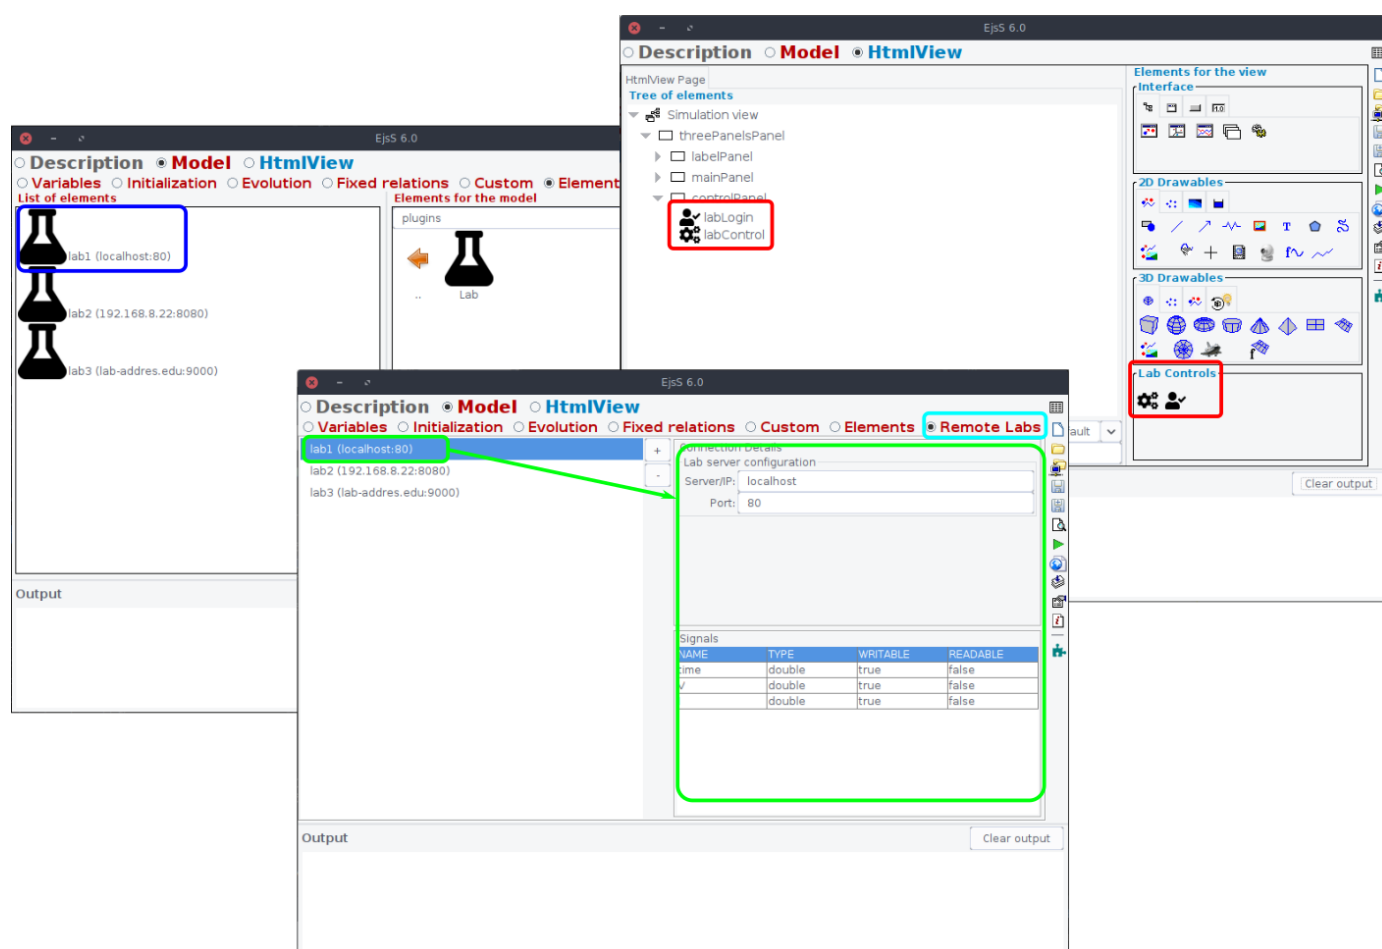 EjsS 6.0
Description Model HtmlView
HtmlView Page
Tree of elements
Simulation view
threePanelsPanel
labelPanel
mainPanel
controlPanel
labLogin
labControl
Elements for the view
Interface
2D Drawables
3D Drawables
Lab Controls
Clear output
EjsS 6.0
Description Model HtmlView
Variables Initialization Evolution Fixed relations Custom Element
List of elements
lab1 (localhost:80)
lab2 (192.168.8.22:8080)
lab3 (lab-addres.edu:9000)
Elements for the model
plugins
..
Lab
Output
EjsS 6.0
Description Model HtmlView
Variables Initialization Evolution Fixed relations Custom Elements Remote Labs
lab1 (localhost:80)
lab2 (192.168.8.22:8080)
lab3 (lab-addres.edu:9000)
+
-
Connection Details
Lab server configuration
Server/IP: localhost
Port: 80
Signals
NAME TYPE WRITABLE READABLE
time double true false
V double true false
double true false
Output
Clear output